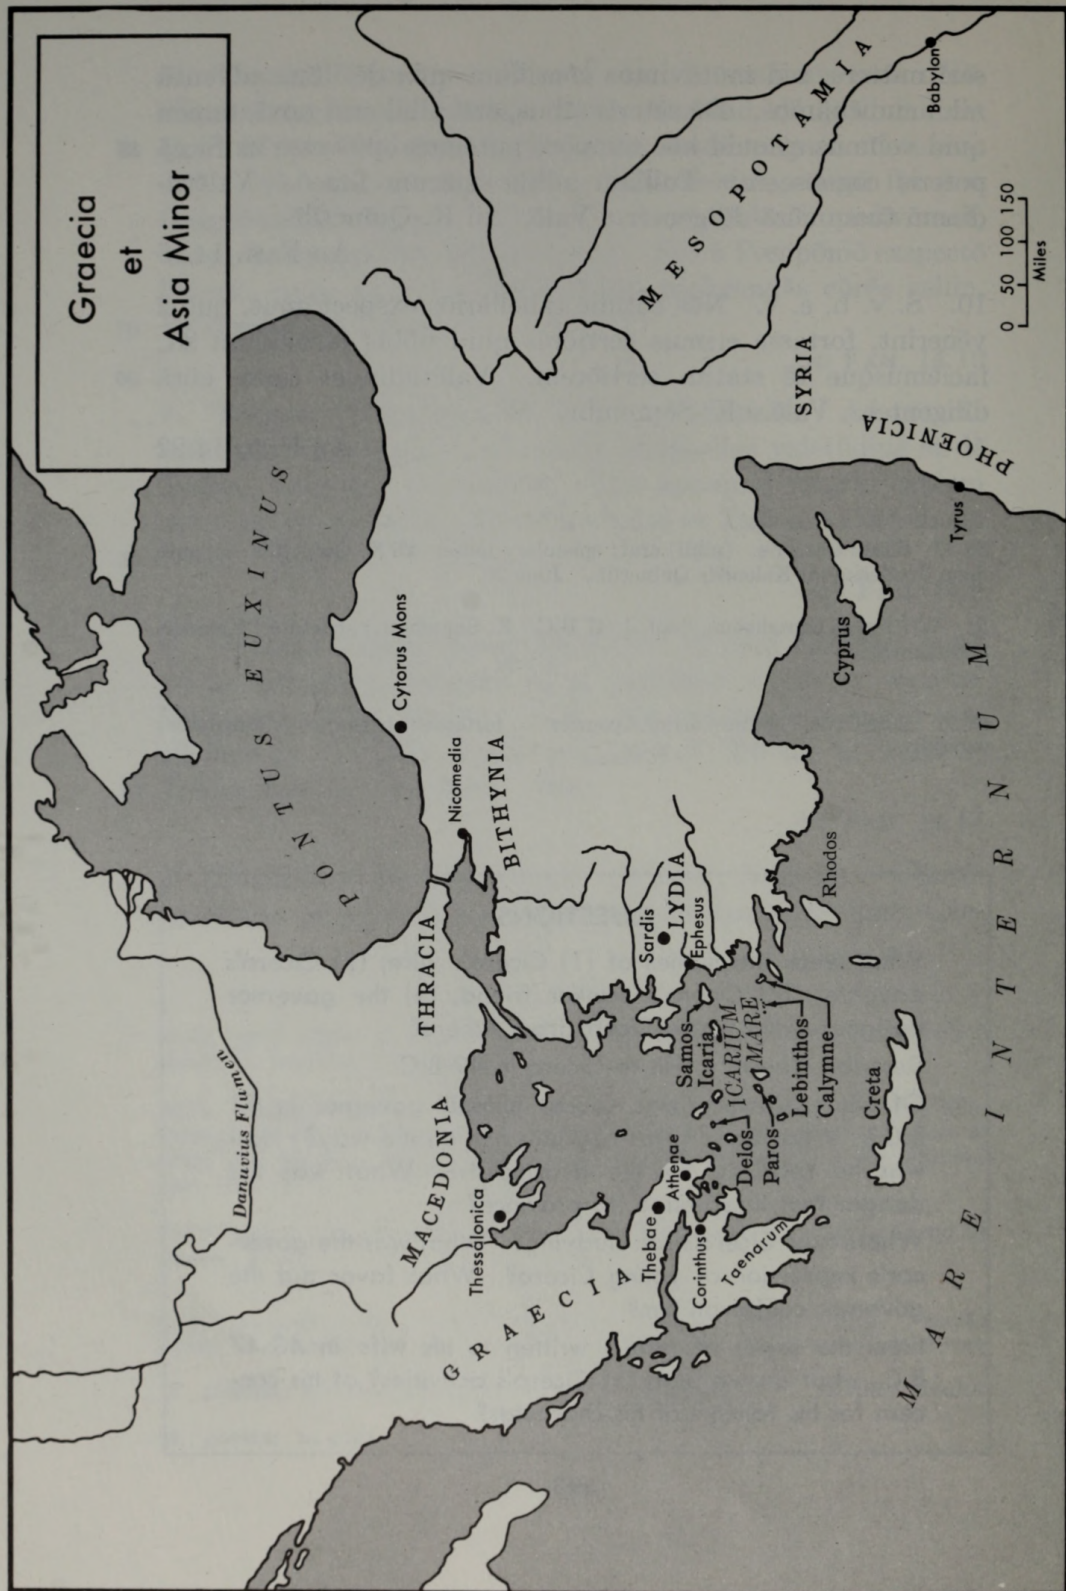 Graecia
et
Asia Minor
PONTUS EUXINUS
Danuvius Flumen
Cytorus Mons
Nicomedia
BITHYNIA
THRACIA
MACEDONIA
Thessalonica
GRAECIA
Thebae
Athenae
Corinthus
Taenarum
Sardis
LYDIA
Ephesus
Samos
Icaria
ICARIUM
MARE
Delos
Paros
Lebinthos
Calymne
Rhodos
Creta
Cyprus
MESOPOTAMIA
Babylon
SYRIA
PHOENICIA
Tyrus
MARE INTERNUM
0 50 100 150
Miles